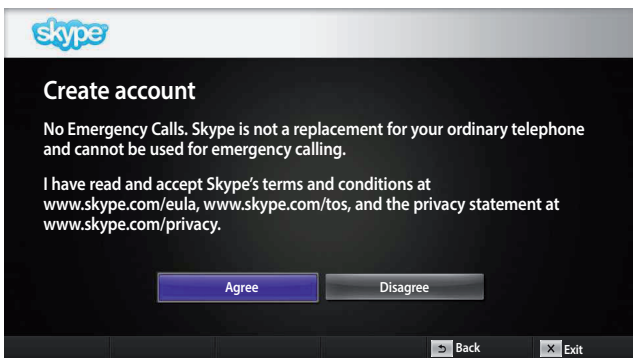 skype
Create account
No Emergency Calls. Skype is not a replacement for your ordinary telephone
and cannot be used for emergency calling.
I have read and accept Skype’s terms and conditions at
www.skype.com/eula, www.skype.com/tos, and the privacy statement at
www.skype.com/privacy.
Agree Disagree
Back Exit